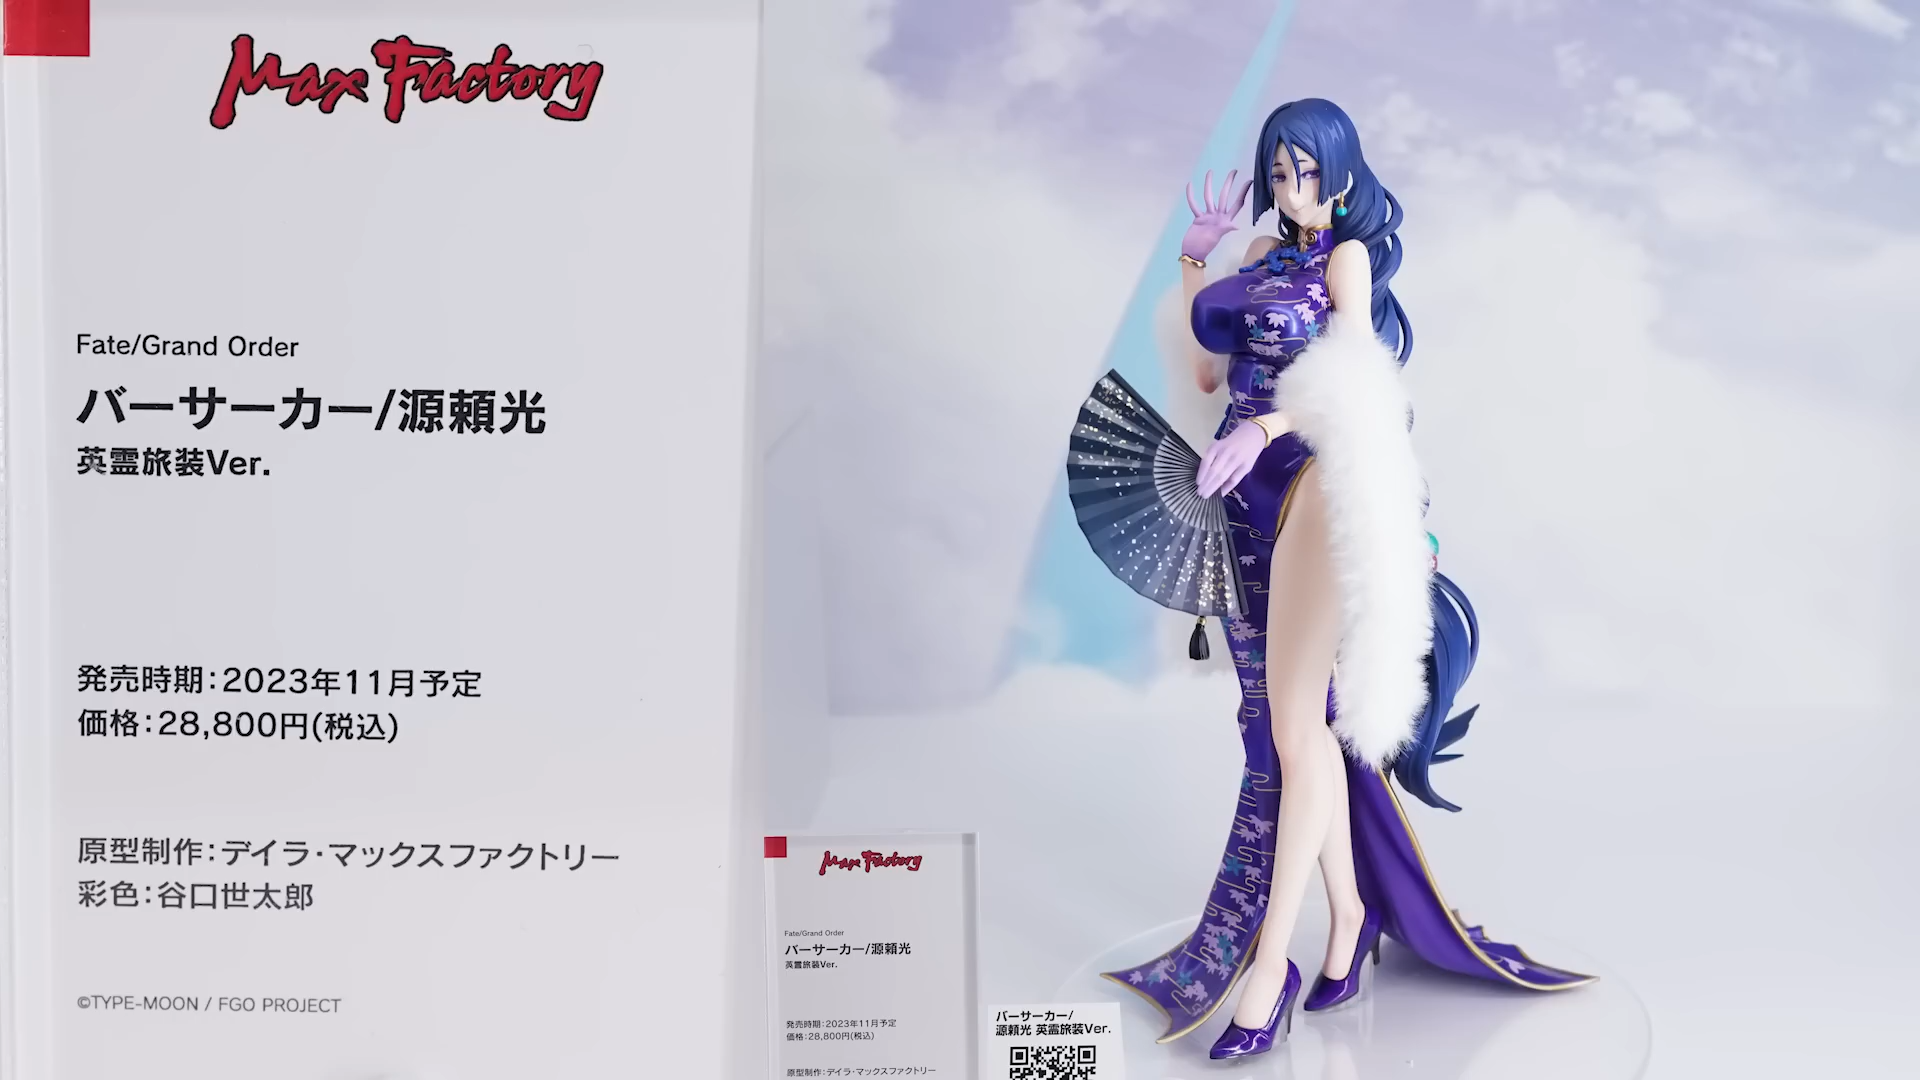 Max Factory
Fate/Grand Order
バーサーカー/源頼光
英霊旅装Ver.
発売時期:2023年11月予定
価格:28,800円(税込)
原型制作:デイラ·マックスファクトリー
彩色:谷口世太郎
©TYPE-MOON / FGO PROJECT
Max Factory
Fate/Grand Order
バーサーカー/源頼光
英霊旅装Ver.
発売時期:2023年11月予定
価格:28,800円(税込)
原型制作:デイラ·マックスファクトリー
バーサーカー/
源頼光 英霊旅装Ver.